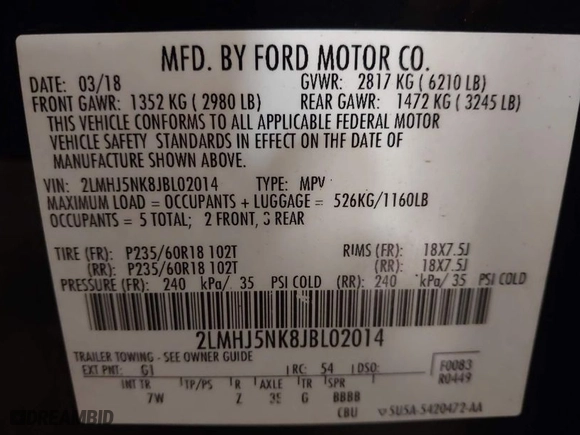 MFD. BY FORD MOTOR CO.
DATE: 03/18 GVWR: 2817 KG ( 6210 LB)
FRONT GAWR: 1352 KG ( 2980 LB) REAR GAWR: 1472 KG ( 3245 LB)
THIS VEHICLE CONFORMS TO ALL APPLICABLE FEDERAL MOTOR
VEHICLE SAFETY STANDARDS IN EFFECT ON THE DATE OF
MANUFACTURE SHOWN ABOVE.
VIN: 2LMHJ5NK8JBL02014 TYPE: MPV
MAXIMUM LOAD = OCCUPANTS + LUGGAGE = 526KG/1160LB
OCCUPANTS = 5 TOTAL; 2 FRONT, 3 REAR
TIRE (FR): P235/60R18 102T RIMS (FR): 18X7.5J
(RR): P235/60R18 102T (RR): 18X7.5J
PRESSURE (FR): 240 kPa/ 35 PSI COLD (RR): 240 kPa/ 35 PSI COLD
2LMHJ5NK8JBL02014
TRAILER TOWING - SEE OWNER GUIDE
EXT PNT: G1 RC: 54 DSO: F0083
INT TR TP/PS R AXLE TR SPR R0449
7W Z 35 G BBBB
CBU SUSA-5420472-AA
DREAMBID